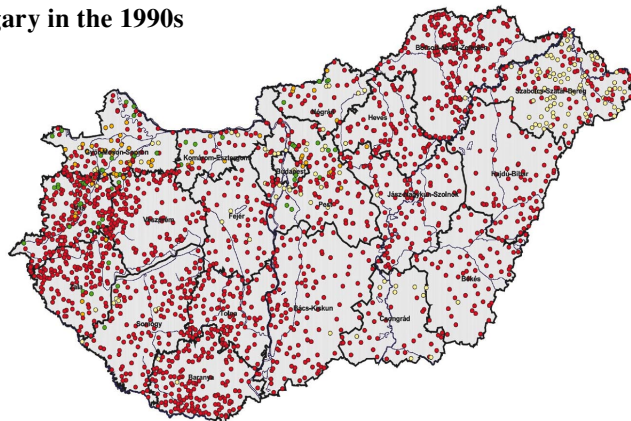 gary in the 1990s
Borsod-Abaúj-Zemplén
Szabolcs-Szatmár-Bereg
Nógrád
Heves
Győr-Moson-Sopron
Komárom-Esztergom
Budapest
Hajdú-Bihar
Pest
Jász-Nagykun-Szolnok
Vas
Veszprém
Fejér
Zala
Békés
Somogy
Tolna
Bács-Kiskun
Csongrád
Baranya